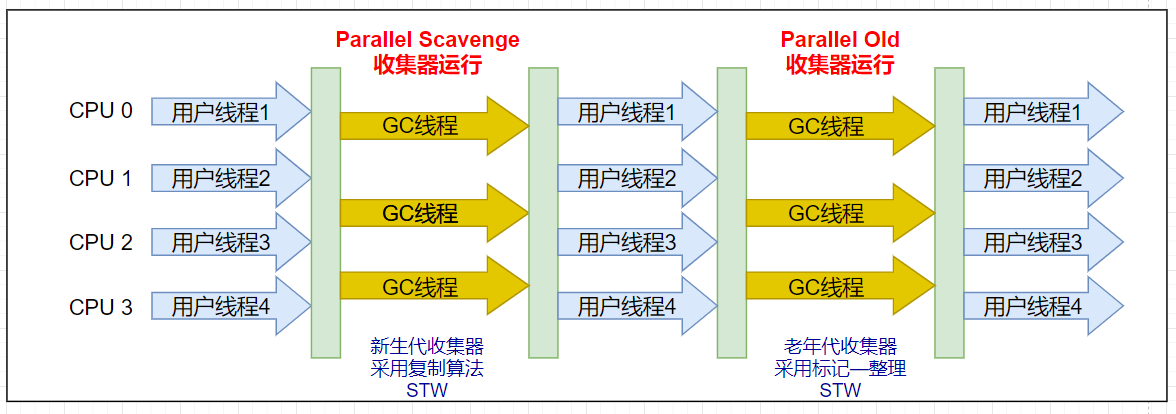 Parallel Scavenge
收集器运行
Parallel Old
收集器运行
CPU 0
用户线程1
GC线程
用户线程1
GC线程
用户线程1
CPU 1
用户线程2
用户线程2
用户线程2
GC线程
GC线程
CPU 2
用户线程3
用户线程3
用户线程3
GC线程
GC线程
CPU 3
用户线程4
用户线程4
用户线程4
新生代收集器
采用复制算法
STW
老年代收集器
采用标记—整理
STW